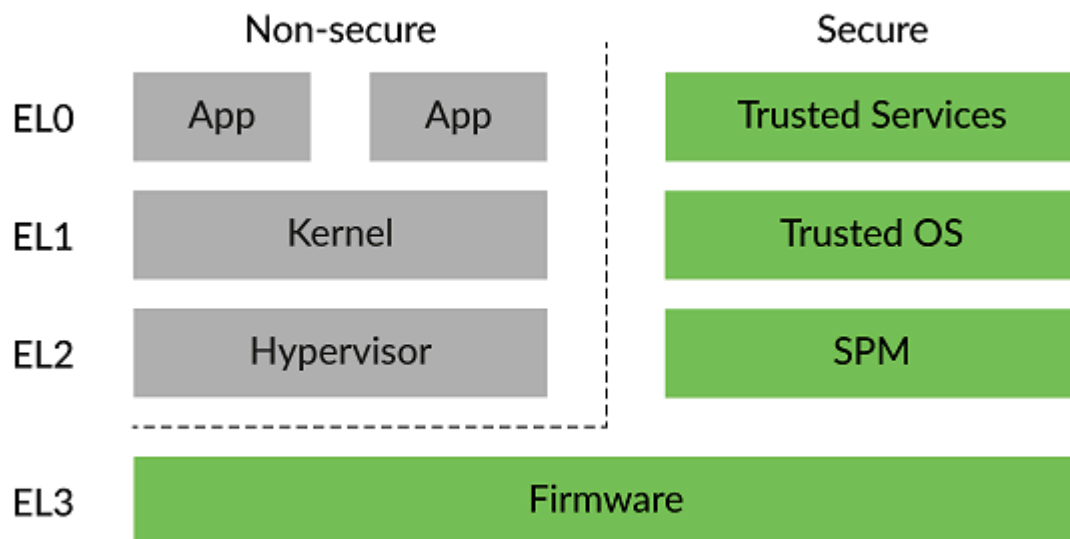 Non-secure Secure
EL0 App App Trusted Services
EL1 Kernel Trusted OS
EL2 Hypervisor SPM
EL3 Firmware